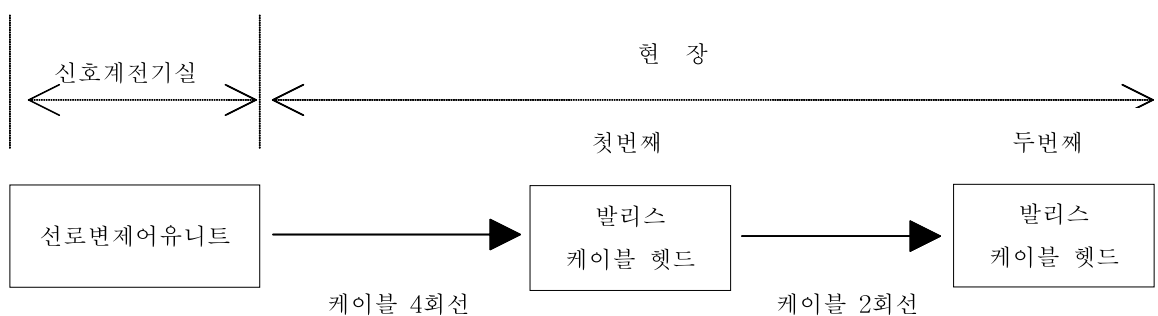 현 장
신호계전기실
첫번째
두번째
선로변제어유니트
발리스
케이블 헷드
발리스
케이블 헷드
케이블 4회선
케이블 2회선